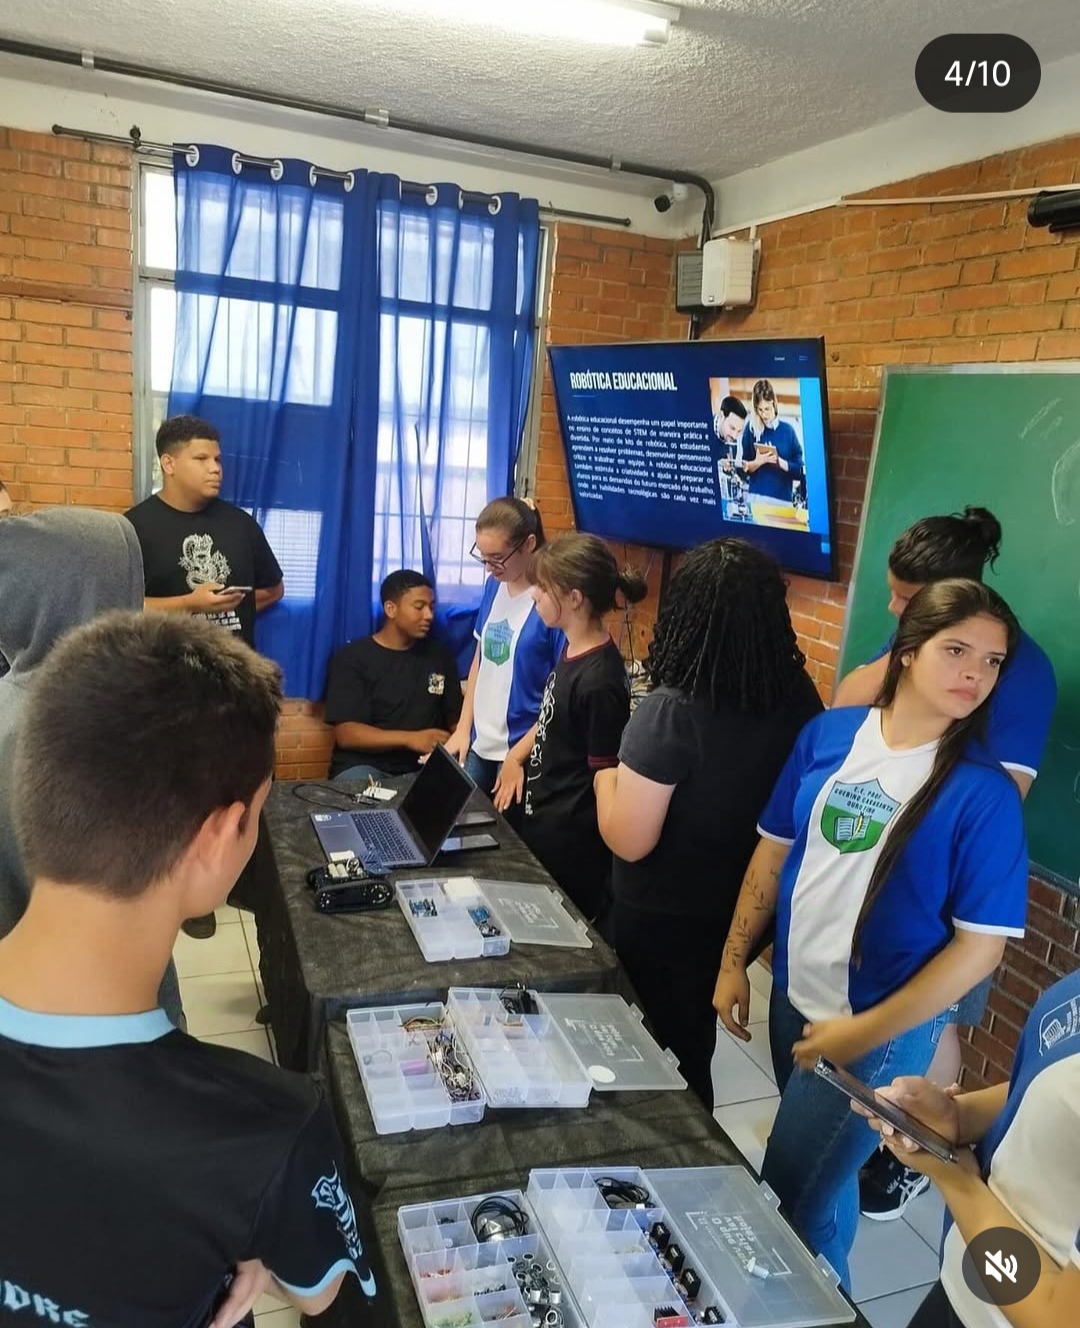 4/10
ROBÓTICA EDUCACIONAL
A robótica educacional desempenha um papel importante
no ensino de conceitos de STEM de maneira prática e
divertida. Por meio de kits de robótica, os estudantes
aprendem a resolver problemas, desenvolver pensamento
crítico e trabalhar em equipe. A robótica educacional
também estimula a criatividade e ajuda a preparar os
alunos para as demandas do futuro mercado de trabalho,
onde as habilidades tecnológicas são cada vez mais
valorizadas
E.E. PROF.